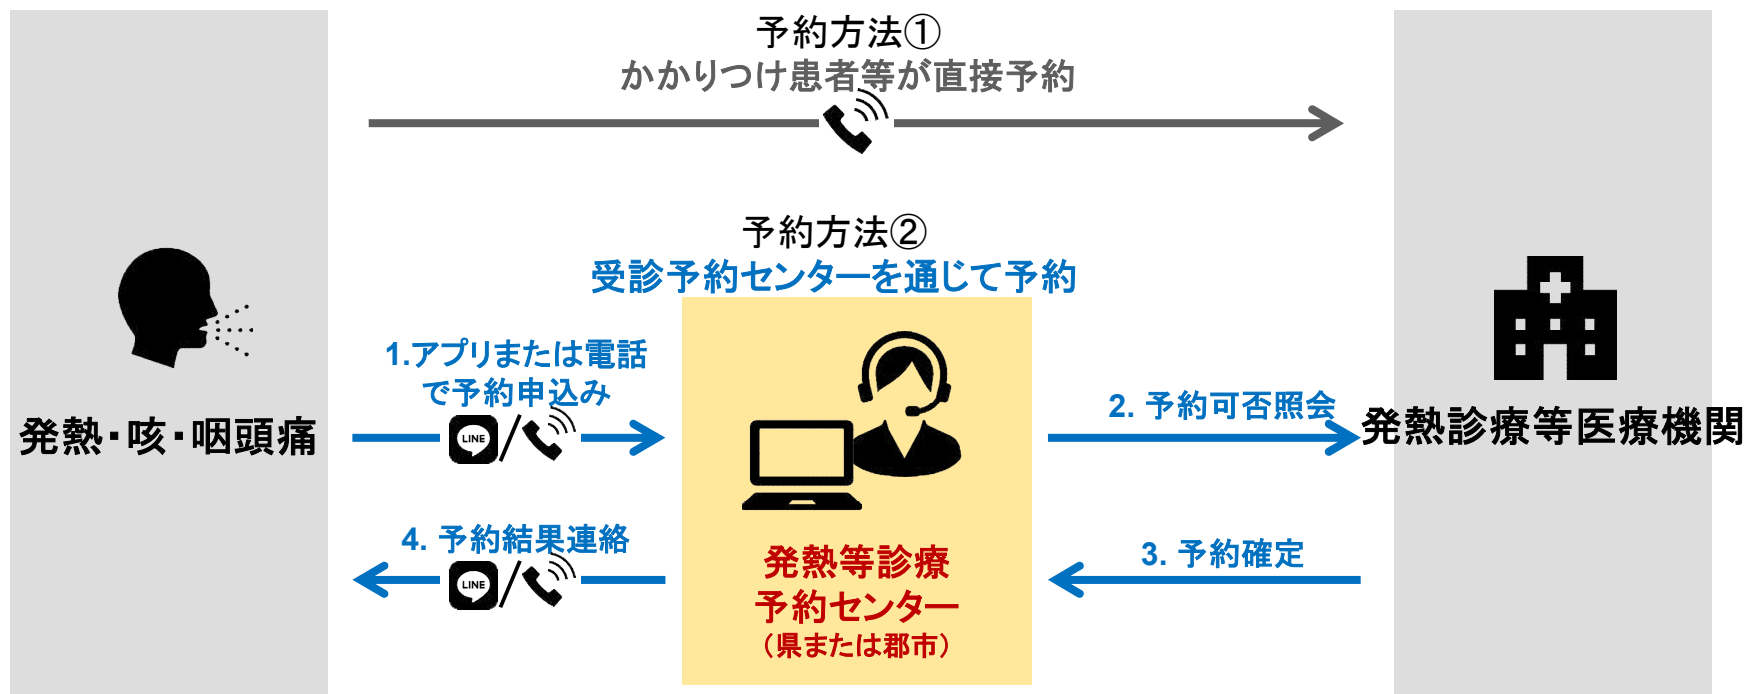 予約方法①
かかりつけ患者等が直接予約
予約方法②
受診予約センターを通じて予約
1.アプリまたは電話
で予約申込み
LINE
発熱・咳・咽頭痛
2. 予約可否照会
発熱診療等医療機関
4. 予約結果連絡
LINE
3. 予約確定
発熱等診療
予約センター
（県または郡市）